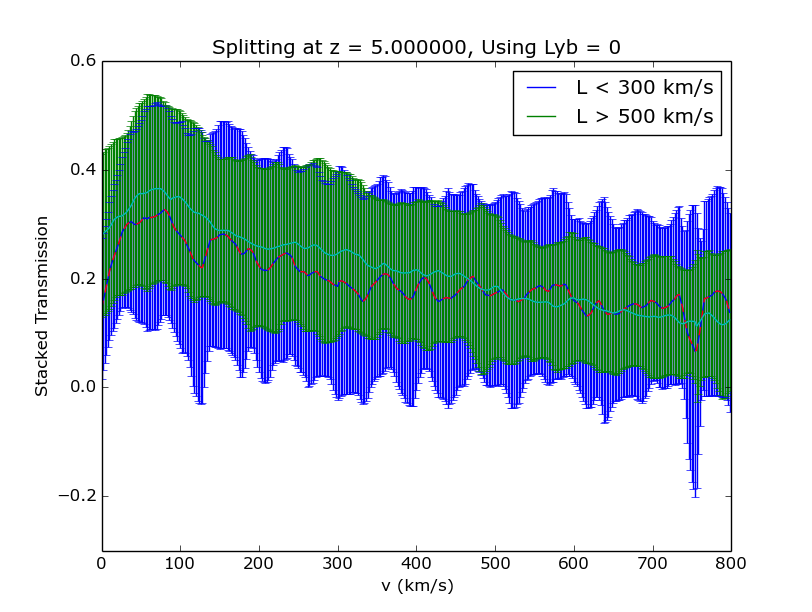 Splitting at z = 5.000000, Using Lyb = 0
L < 300 km/s
L > 500 km/s
Stacked Transmission
0.6
0.4
0.2
0.0
−0.2
0 100 200 300 400 500 600 700 800
v (km/s)